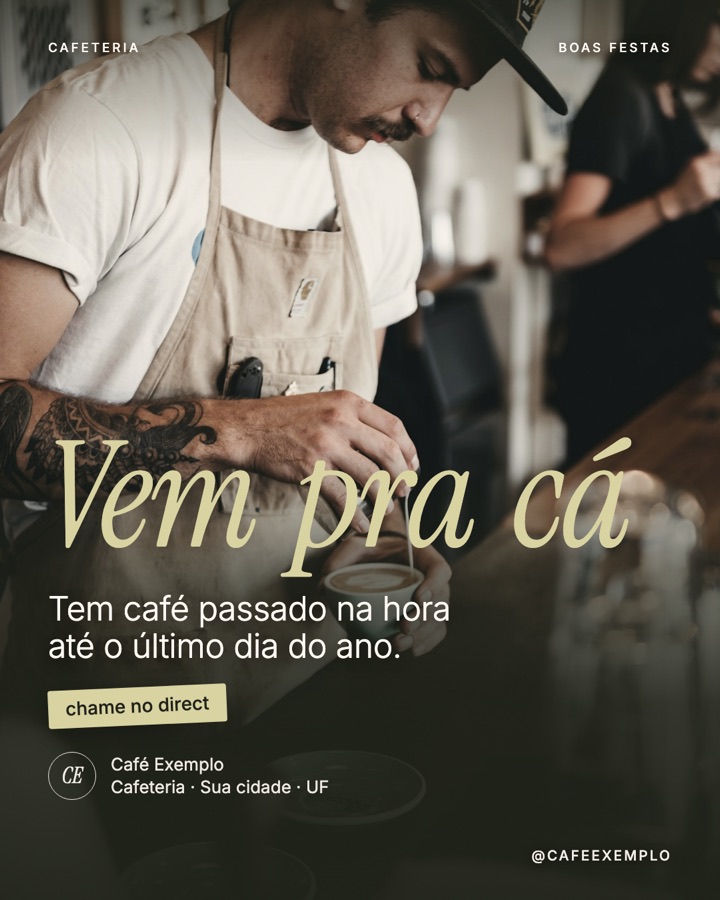 CAFETERIA
BOAS FESTAS
Vem pra cá
Tem café passado na hora
até o último dia do ano.
chame no direct
CE
Café Exemplo
Cafeteria · Sua cidade · UF
@CAFEEXEMPLO